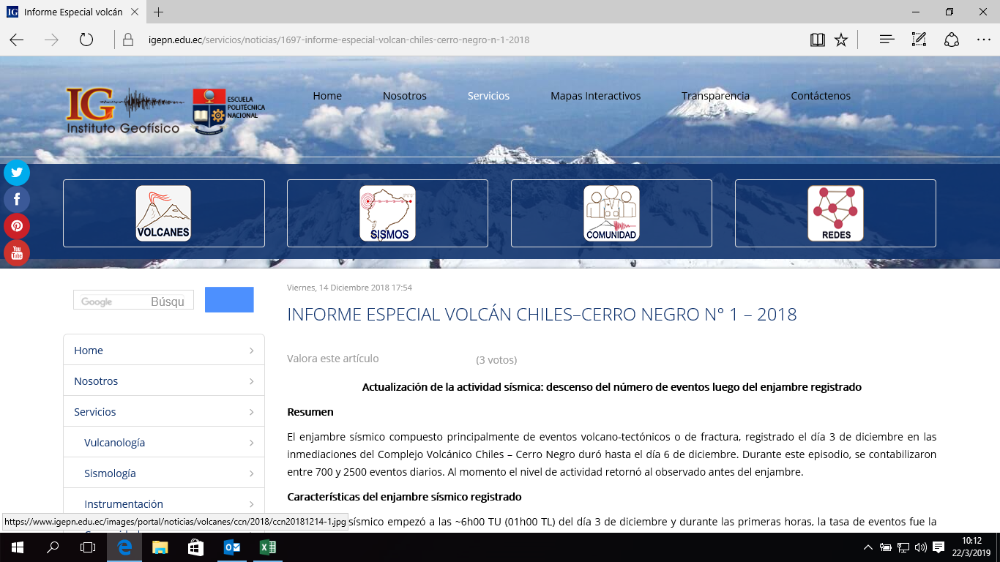 Informe Especial volcán
igepn.edu.ec/servicios/noticias/1697-informe-especial-volcan-chiles-cerro-negro-n-1-2018
IG
Instituto Geofísico
ESCUELA
POLITÉCNICA
NACIONAL
Home Nosotros Servicios Mapas Interactivos Transparencia Contáctenos
VOLCANES SISMOS COMUNIDAD REDES
Google Búsqu
Home
Nosotros
Servicios
Vulcanología
Sismología
Instrumentación
Viernes, 14 Diciembre 2018 17:54
INFORME ESPECIAL VOLCÁN CHILES–CERRO NEGRO N° 1 – 2018
Valora este artículo (3 votos)
Actualización de la actividad sísmica: descenso del número de eventos luego del enjambre registrado
Resumen
El enjambre sísmico compuesto principalmente de eventos volcano-tectónicos o de fractura, registrado el día 3 de diciembre en las
inmediaciones del Complejo Volcánico Chiles – Cerro Negro duró hasta el día 6 de diciembre. Durante este episodio, se contabilizaron
entre 700 y 2500 eventos diarios. Al momento el nivel de actividad retornó al observado antes del enjambre.
Características del enjambre sísmico registrado
sísmico empezó a las ~6h00 TU (01h00 TL) del día 3 de diciembre y durante las primeras horas, la tasa de eventos fue la
https://www.igepn.edu.ec/images/portal/noticias/volcanes/ccn/2018/ccn20181214-1.jpg
10:12
22/3/2019